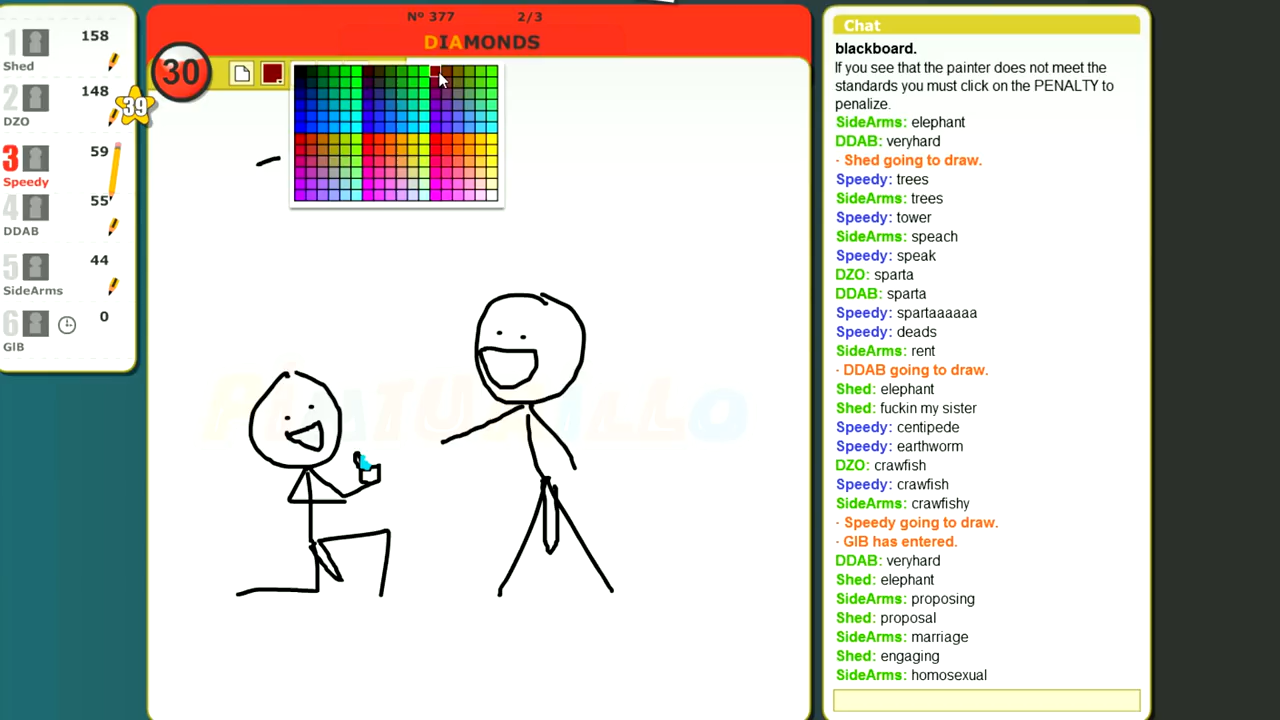 Nº 377 2/3
DIAMONDS
30
1 158
Shed
2 148
DZO
39
3 59
Speedy
4 55
DDAB
5 44
SideArms
6 0
GIB
PINTURILLO
Chat
blackboard.
If you see that the painter does not meet the
standards you must click on the PENALTY to
penalize.
SideArms: elephant
DDAB: veryhard
· Shed going to draw.
Speedy: trees
SideArms: trees
Speedy: tower
SideArms: speach
Speedy: speak
DZO: sparta
DDAB: sparta
Speedy: spartaaaaaa
Speedy: deads
SideArms: rent
· DDAB going to draw.
Shed: elephant
Shed: fuckin my sister
Speedy: centipede
Speedy: earthworm
DZO: crawfish
Speedy: crawfish
SideArms: crawfishy
· Speedy going to draw.
· GIB has entered.
DDAB: veryhard
Shed: elephant
SideArms: proposing
Shed: proposal
SideArms: marriage
Shed: engaging
SideArms: homosexual